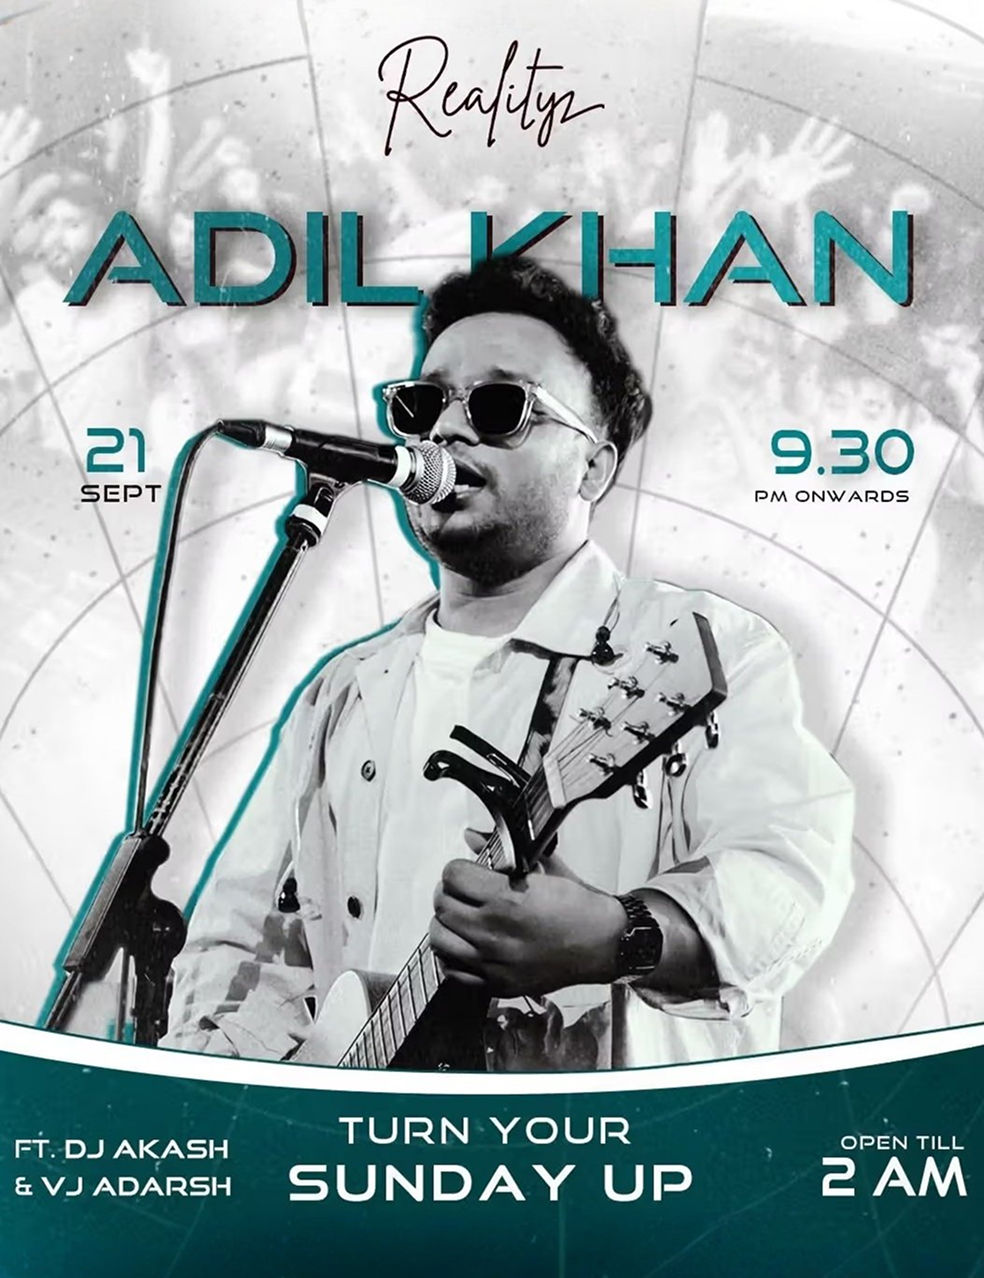 Realityz
ADIL KHAN
21
SEPT
9.30
PM ONWARDS
FT. DJ AKASH
& VJ ADARSH
TURN YOUR
SUNDAY UP
OPEN TILL
2 AM